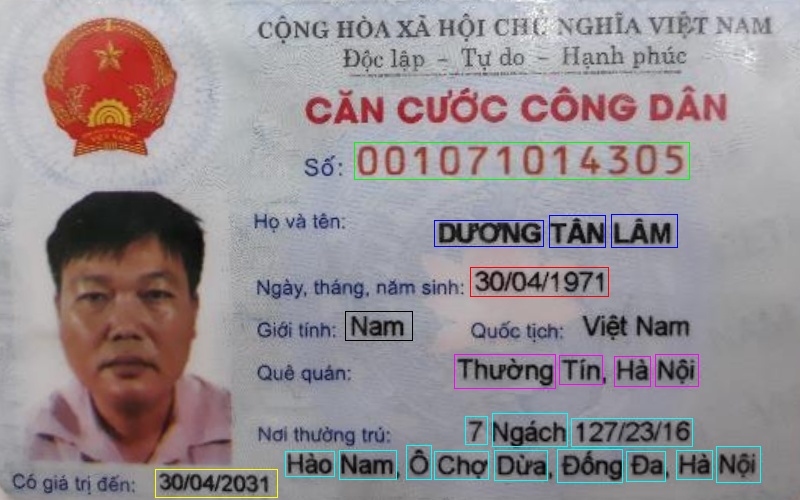 CỘNG HÒA XÃ HỘI CHỦ NGHĨA VIỆT NAM
Độc lập – Tự do – Hạnh phúc
CĂN CƯỚC CÔNG DÂN
Số: 001071014305
Họ và tên: DƯƠNG TÂN LÂM
Ngày, tháng, năm sinh: 30/04/1971
Giới tính: Nam Quốc tịch: Việt Nam
Quê quán: Thường Tín, Hà Nội
Nơi thường trú: 7 Ngách 127/23/16
Hào Nam, Ô Chợ Dừa, Đống Đa, Hà Nội
Có giá trị đến: 30/04/2031